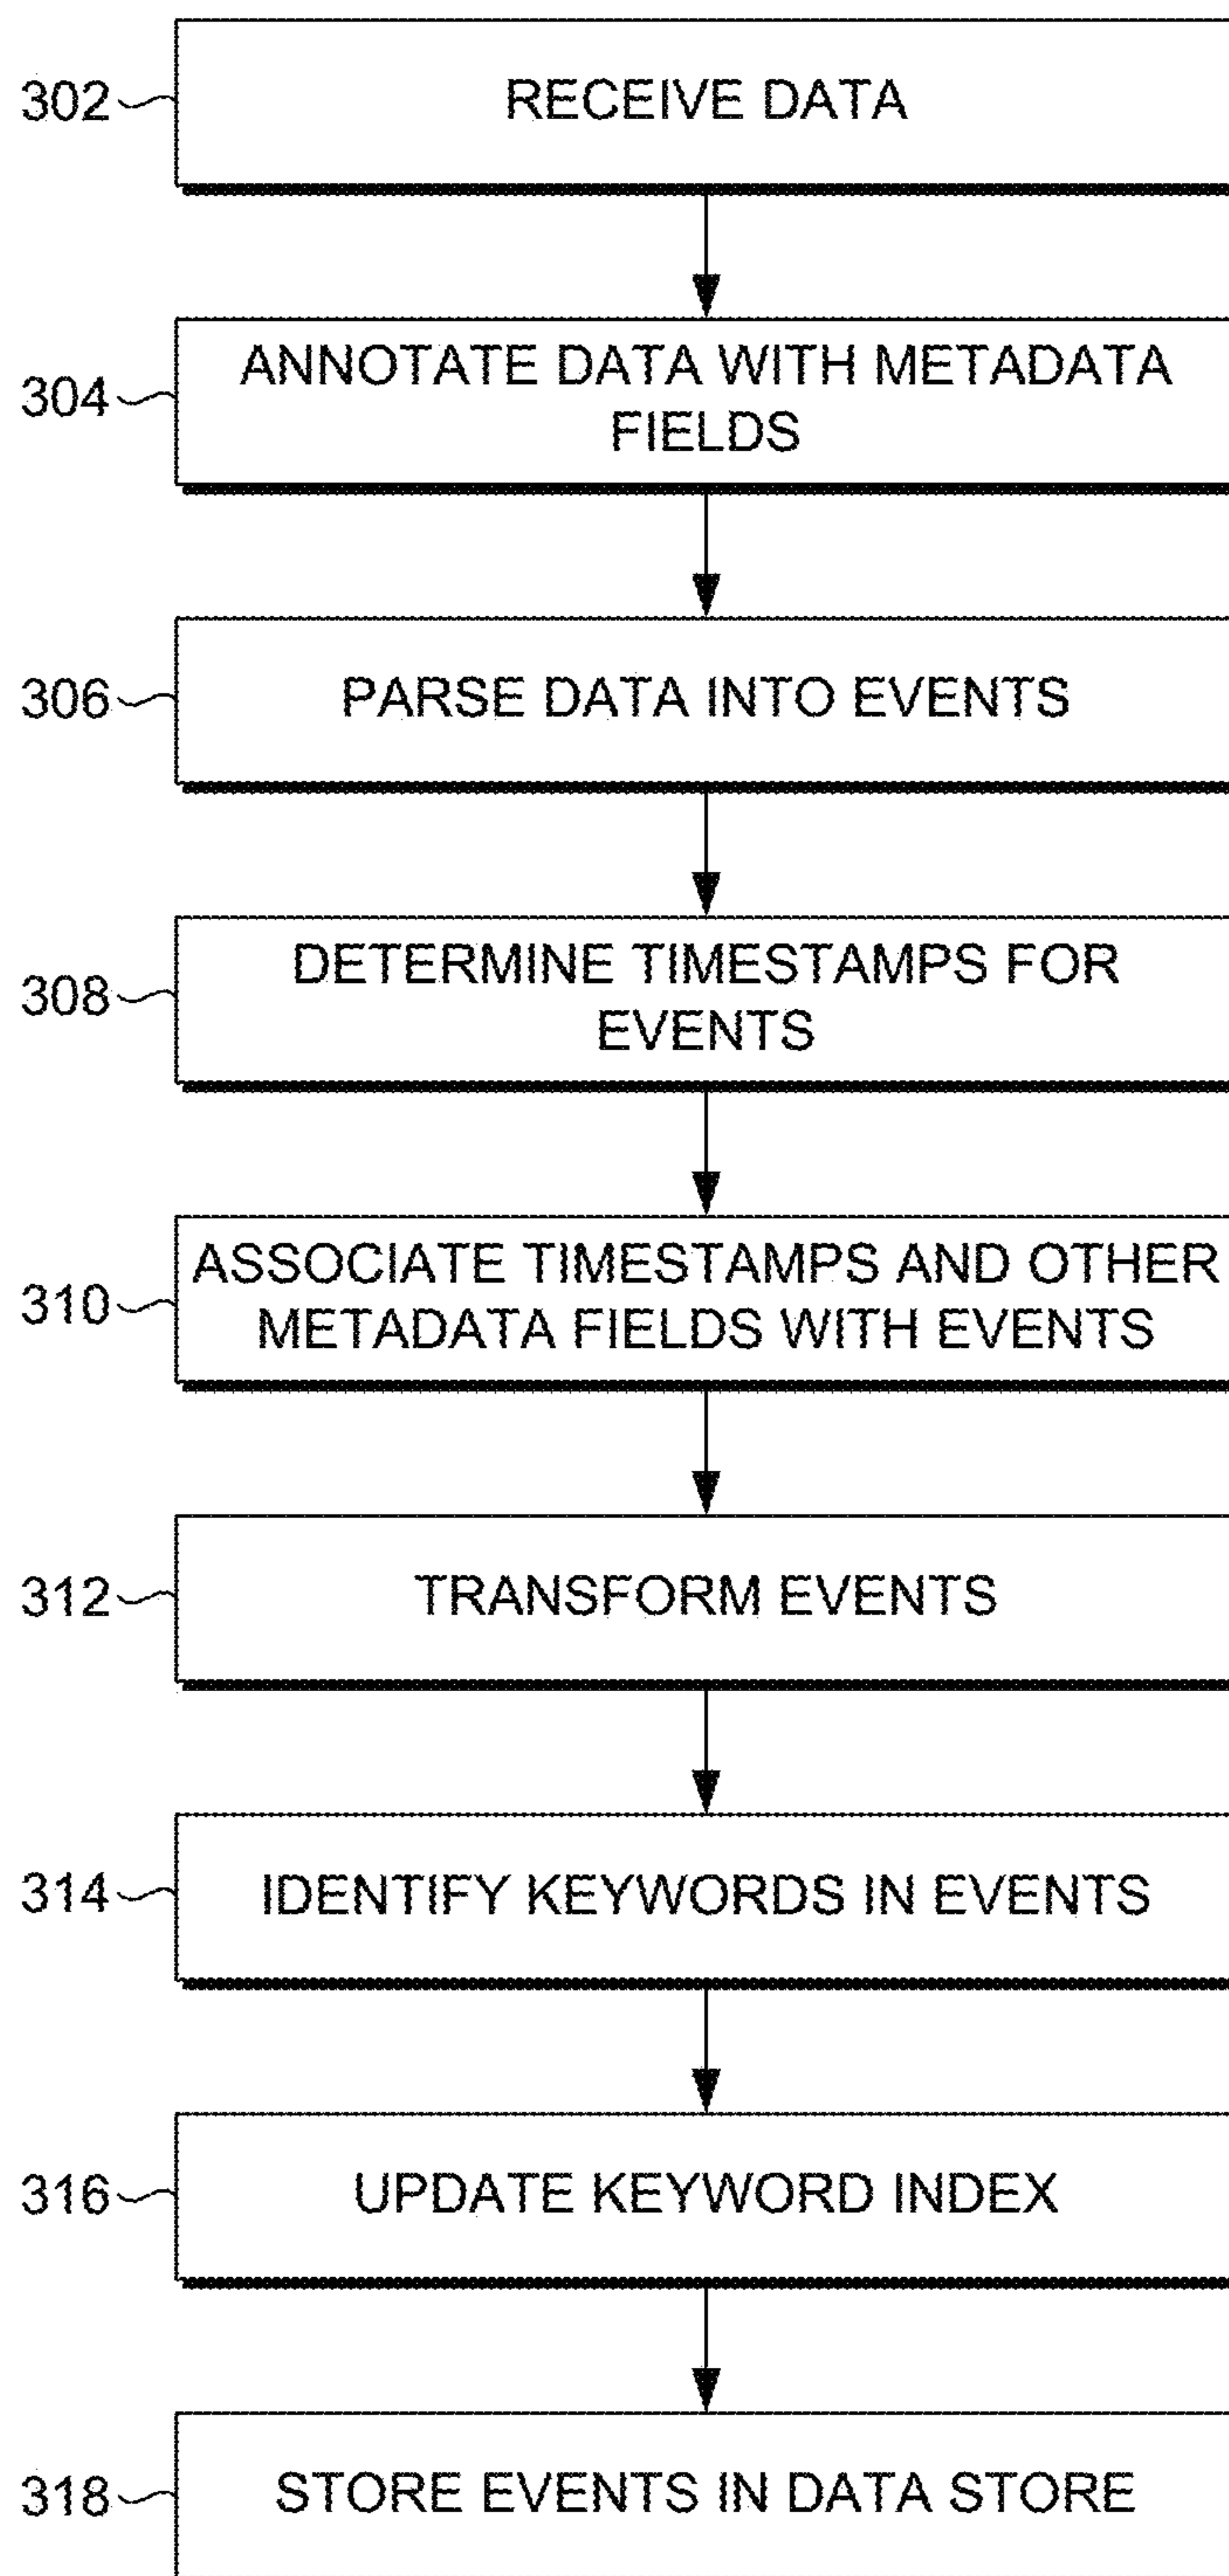 302
RECEIVE DATA
304
ANNOTATE DATA WITH METADATA
FIELDS
306
PARSE DATA INTO EVENTS
308
DETERMINE TIMESTAMPS FOR
EVENTS
310
ASSOCIATE TIMESTAMPS AND OTHER
METADATA FIELDS WITH EVENTS
312
TRANSFORM EVENTS
314
IDENTIFY KEYWORDS IN EVENTS
316
UPDATE KEYWORD INDEX
318
STORE EVENTS IN DATA STORE